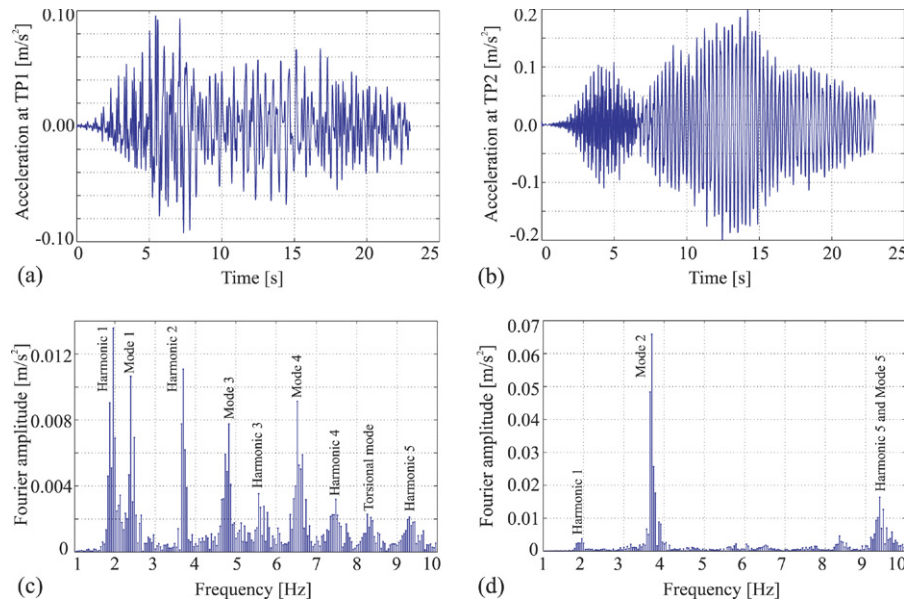 0.10
0.00
-0.10
Acceleration at TP1 [m/s²]
0
5
10
15
20
25
Time [s]
(a)
0.2
0.1
0.0
-0.1
-0.2
Acceleration at TP2 [m/s²]
0
5
10
15
20
25
Time [s]
(b)
0.012
0.008
0.004
0
Fourier amplitude [m/s²]
Harmonic 1
Mode 1
Harmonic 2
Mode 3
Harmonic 3
Mode 4
Harmonic 4
Torsional mode
Harmonic 5
1
2
3
4
5
6
7
8
9
10
Frequency [Hz]
(c)
0.07
0.06
0.05
0.04
0.03
0.02
0.01
0
Fourier amplitude [m/s²]
Harmonic 1
Mode 2
Harmonic 5 and Mode 5
1
2
3
4
5
6
7
8
9
10
Frequency [Hz]
(d)